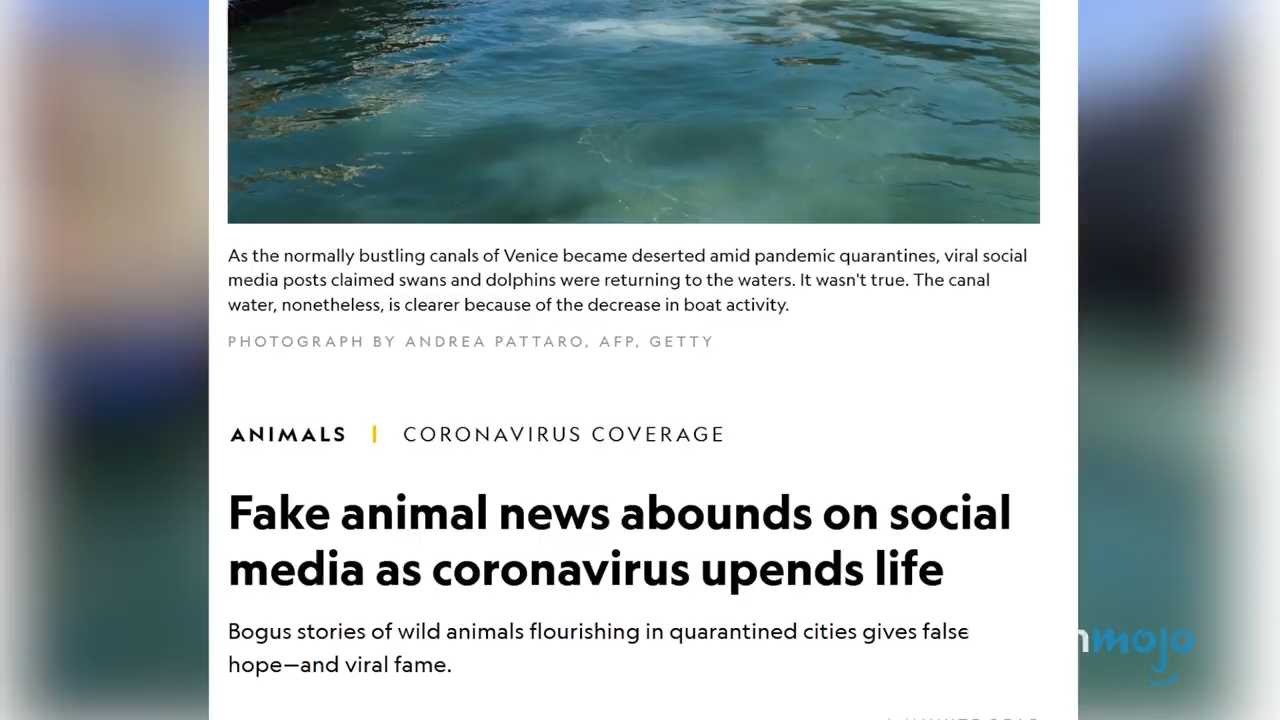 As the normally bustling canals of Venice became deserted amid pandemic quarantines, viral social
media posts claimed swans and dolphins were returning to the waters. It wasn't true. The canal
water, nonetheless, is clearer because of the decrease in boat activity.
PHOTOGRAPH BY ANDREA PATTARO, AFP, GETTY
ANIMALS | CORONAVIRUS COVERAGE
Fake animal news abounds on social
media as coronavirus upends life
Bogus stories of wild animals flourishing in quarantined cities gives false
hope—and viral fame.
mojo